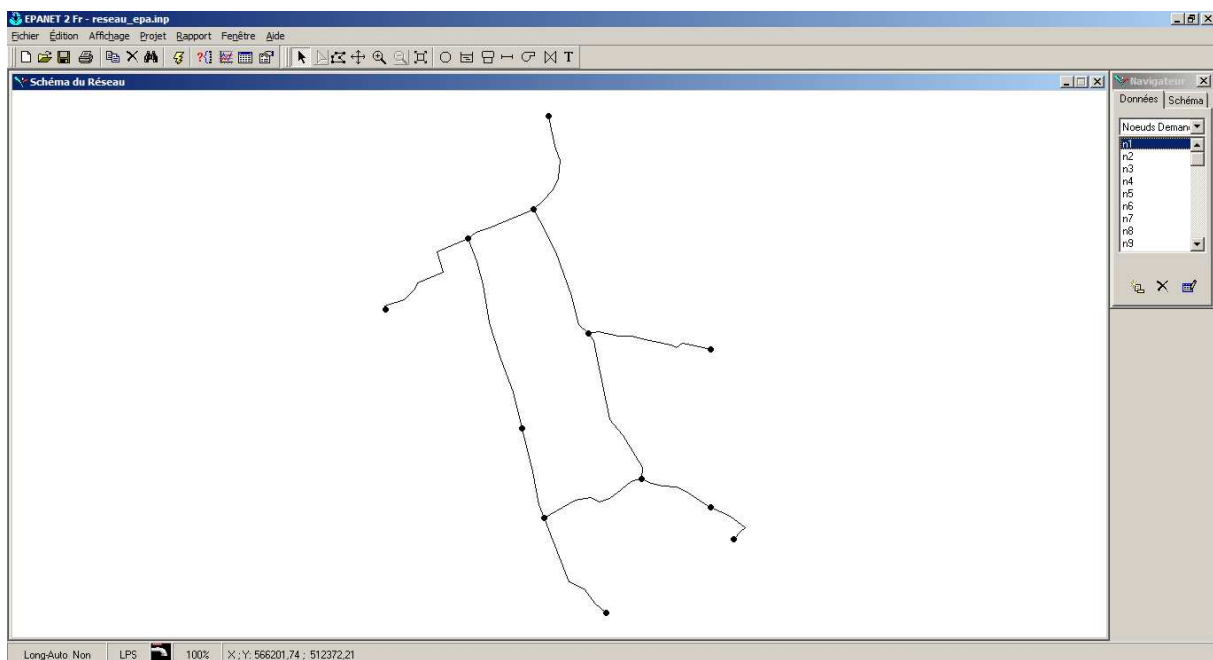 EPANET 2 Fr - reseau_epa.inp
Fichier Édition Affichage Projet Rapport Fenêtre Aide
T
Schéma du Réseau
Navigateur
Données Schéma
Noeuds Deman
n1
n2
n3
n4
n5
n6
n7
n8
n9
Long-Auto. Non LPS 100% X ; Y: 566201,74 ; 512372,21